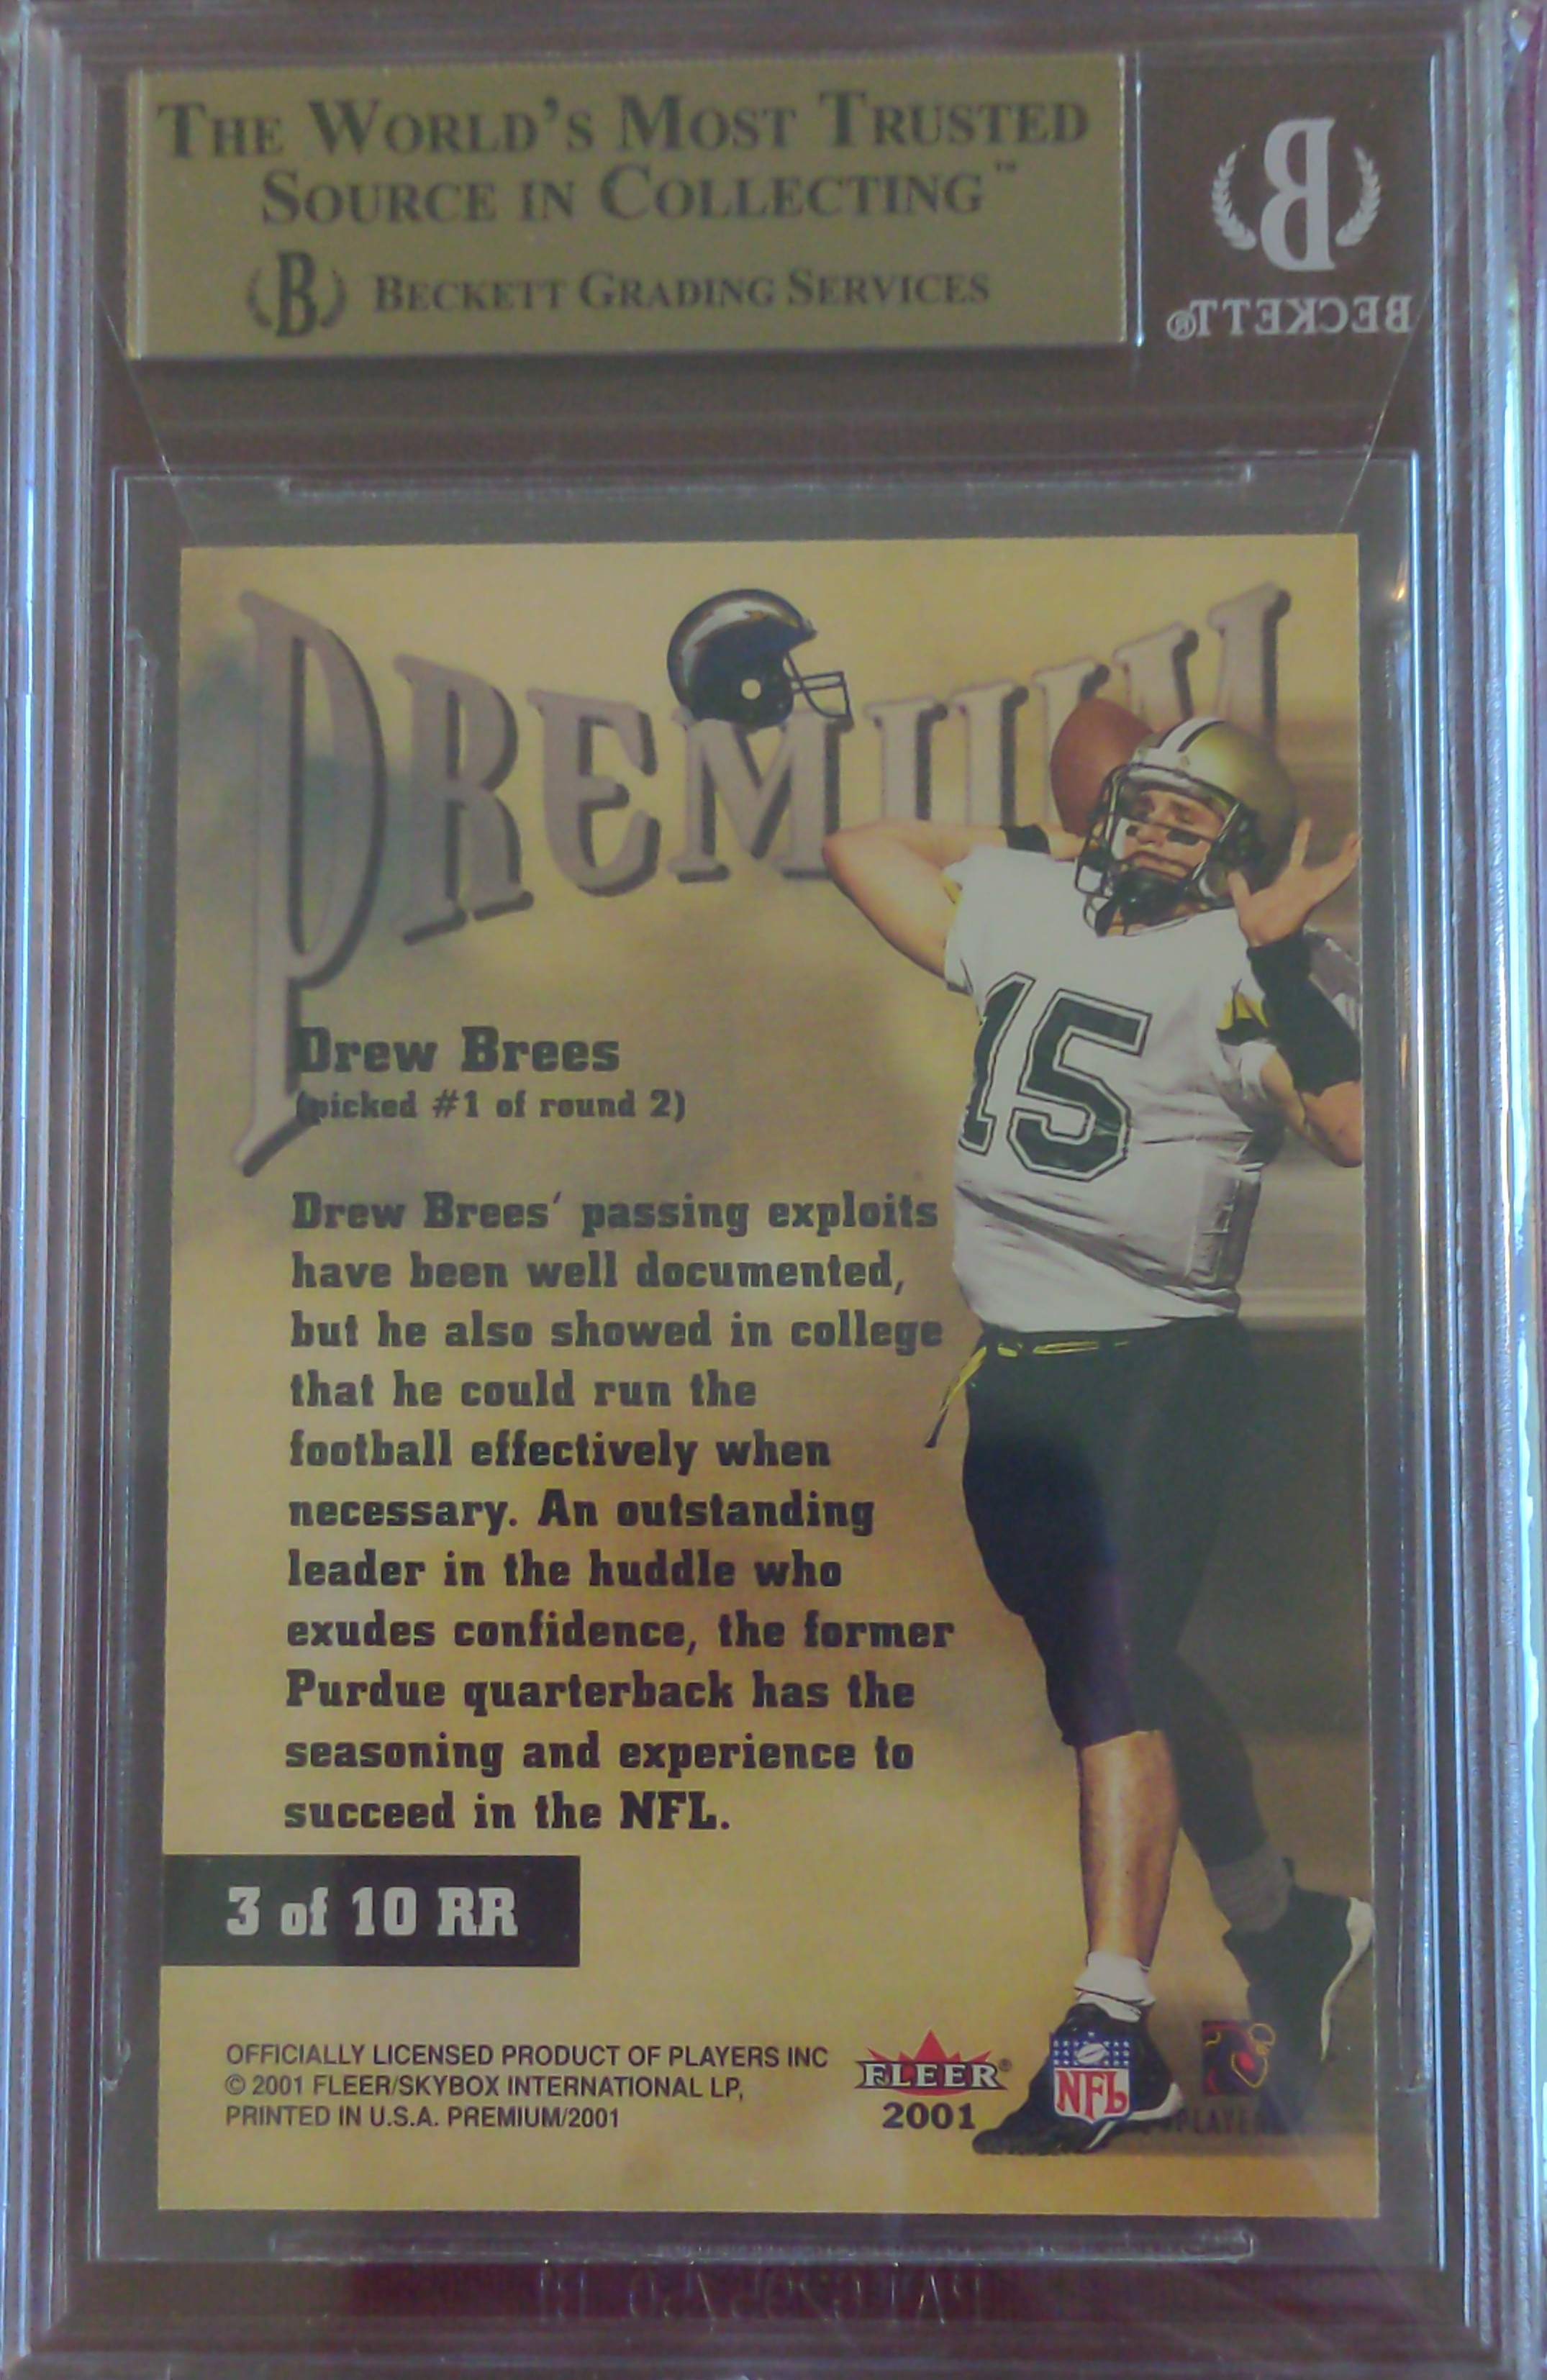 THE WORLD'S MOST TRUSTED
SOURCE IN COLLECTING™
B BECKETT GRADING SERVICES
B
BECKETT®
PREMIUM
15
Drew Brees
(picked #1 of round 2)
Drew Brees' passing exploits
have been well documented,
but he also showed in college
that he could run the
football effectively when
necessary. An outstanding
leader in the huddle who
exudes confidence, the former
Purdue quarterback has the
seasoning and experience to
succeed in the NFL.
3 of 10 RR
OFFICIALLY LICENSED PRODUCT OF PLAYERS INC
© 2001 FLEER/SKYBOX INTERNATIONAL LP,
PRINTED IN U.S.A. PREMIUM/2001
FLEER®
2001
NFL